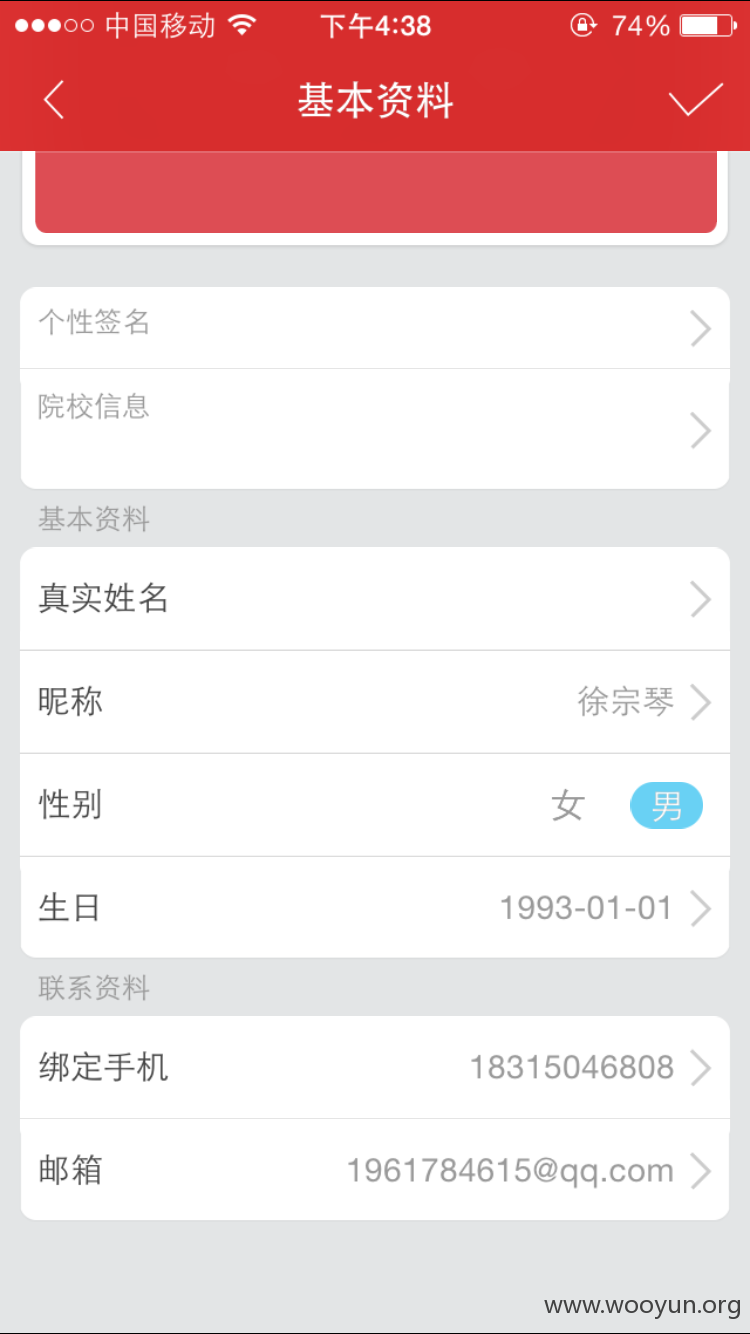 中国移动 下午4:38 74%
基本资料
个性签名
院校信息
基本资料
真实姓名
昵称 徐宗琴
性别 女 男
生日 1993-01-01
联系资料
绑定手机 18315046808
邮箱 1961784615@qq.com
www.wooyun.org